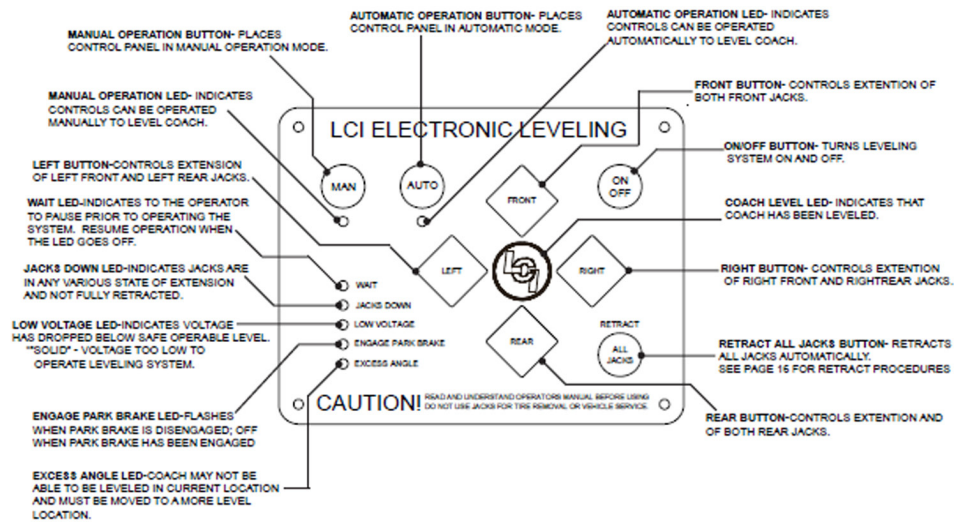 MANUAL OPERATION BUTTON- PLACES
CONTROL PANEL IN MANUAL OPERATION MODE.
AUTOMATIC OPERATION BUTTON- PLACES
CONTROL PANEL IN AUTOMATIC MODE.
AUTOMATIC OPERATION LED- INDICATES
CONTROLS CAN BE OPERATED
AUTOMATICALLY TO LEVEL COACH.
MANUAL OPERATION LED- INDICATES
CONTROLS CAN BE OPERATED
MANUALLY TO LEVEL COACH.
LEFT BUTTON-CONTROLS EXTENSION
OF LEFT FRONT AND LEFT REAR JACKS.
WAIT LED-INDICATES TO THE OPERATOR
TO PAUSE PRIOR TO OPERATING THE
SYSTEM. RESUME OPERATION WHEN
THE LED GOES OFF.
JACKS DOWN LED-INDICATES JACKS ARE
IN ANY VARIOUS STATE OF EXTENSION
AND NOT FULLY RETRACTED.
LOW VOLTAGE LED-INDICATES VOLTAGE
HAS DROPPED BELOW SAFE OPERABLE LEVEL.
"*SOLID" - VOLTAGE TOO LOW TO
OPERATE LEVELING SYSTEM.
ENGAGE PARK BRAKE LED-FLASHES
WHEN PARK BRAKE IS DISENGAGED; OFF
WHEN PARK BRAKE HAS BEEN ENGAGED
EXCESS ANGLE LED-COACH MAY NOT BE
ABLE TO BE LEVELED IN CURRENT LOCATION
AND MUST BE MOVED TO A MORE LEVEL
LOCATION.
LCI ELECTRONIC LEVELING
MAN
AUTO
FRONT
ON
OFF
LEFT
LCI
RIGHT
WAIT
JACKS DOWN
LOW VOLTAGE
ENGAGE PARK BRAKE
EXCESS ANGLE
REAR
RETRACT
ALL
JACKS
CAUTION!
READ AND UNDERSTAND OPERATORS MANUAL BEFORE USING
DO NOT USE JACKS FOR TIRE REMOVAL OR VEHICLE SERVICE
FRONT BUTTON- CONTROLS EXTENTION OF
BOTH FRONT JACKS.
ON/OFF BUTTON- TURNS LEVELING
SYSTEM ON AND OFF.
COACH LEVEL LED- INDICATES THAT
COACH HAS BEEN LEVELED.
RIGHT BUTTON- CONTROLS EXTENTION
OF RIGHT FRONT AND RIGHTREAR JACKS.
RETRACT ALL JACKS BUTTON- RETRACTS
ALL JACKS AUTOMATICALLY.
SEE PAGE 16 FOR RETRACT PROCEDURES
REAR BUTTON-CONTROLS EXTENTION AND
OF BOTH REAR JACKS.